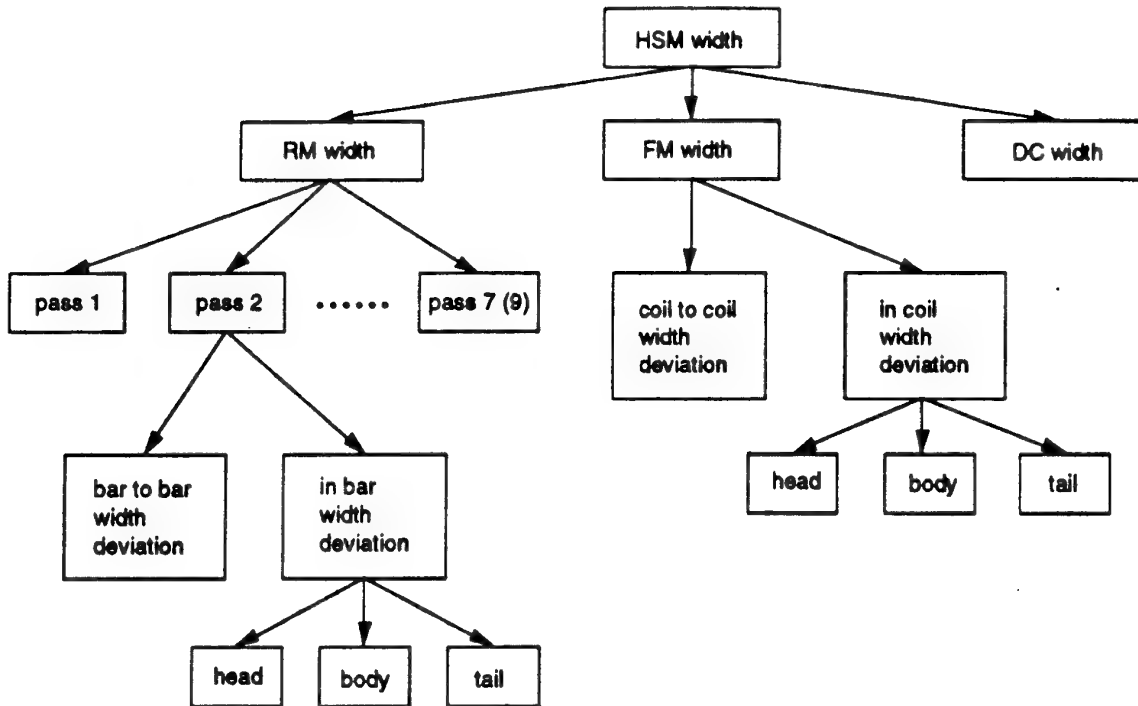 HSM width
RM width
FM width
DC width
pass 1
pass 2
......
pass 7 (9)
coil to coil
width
deviation
in coil
width
deviation
head
body
tail
bar to bar
width
deviation
in bar
width
deviation
head
body
tail